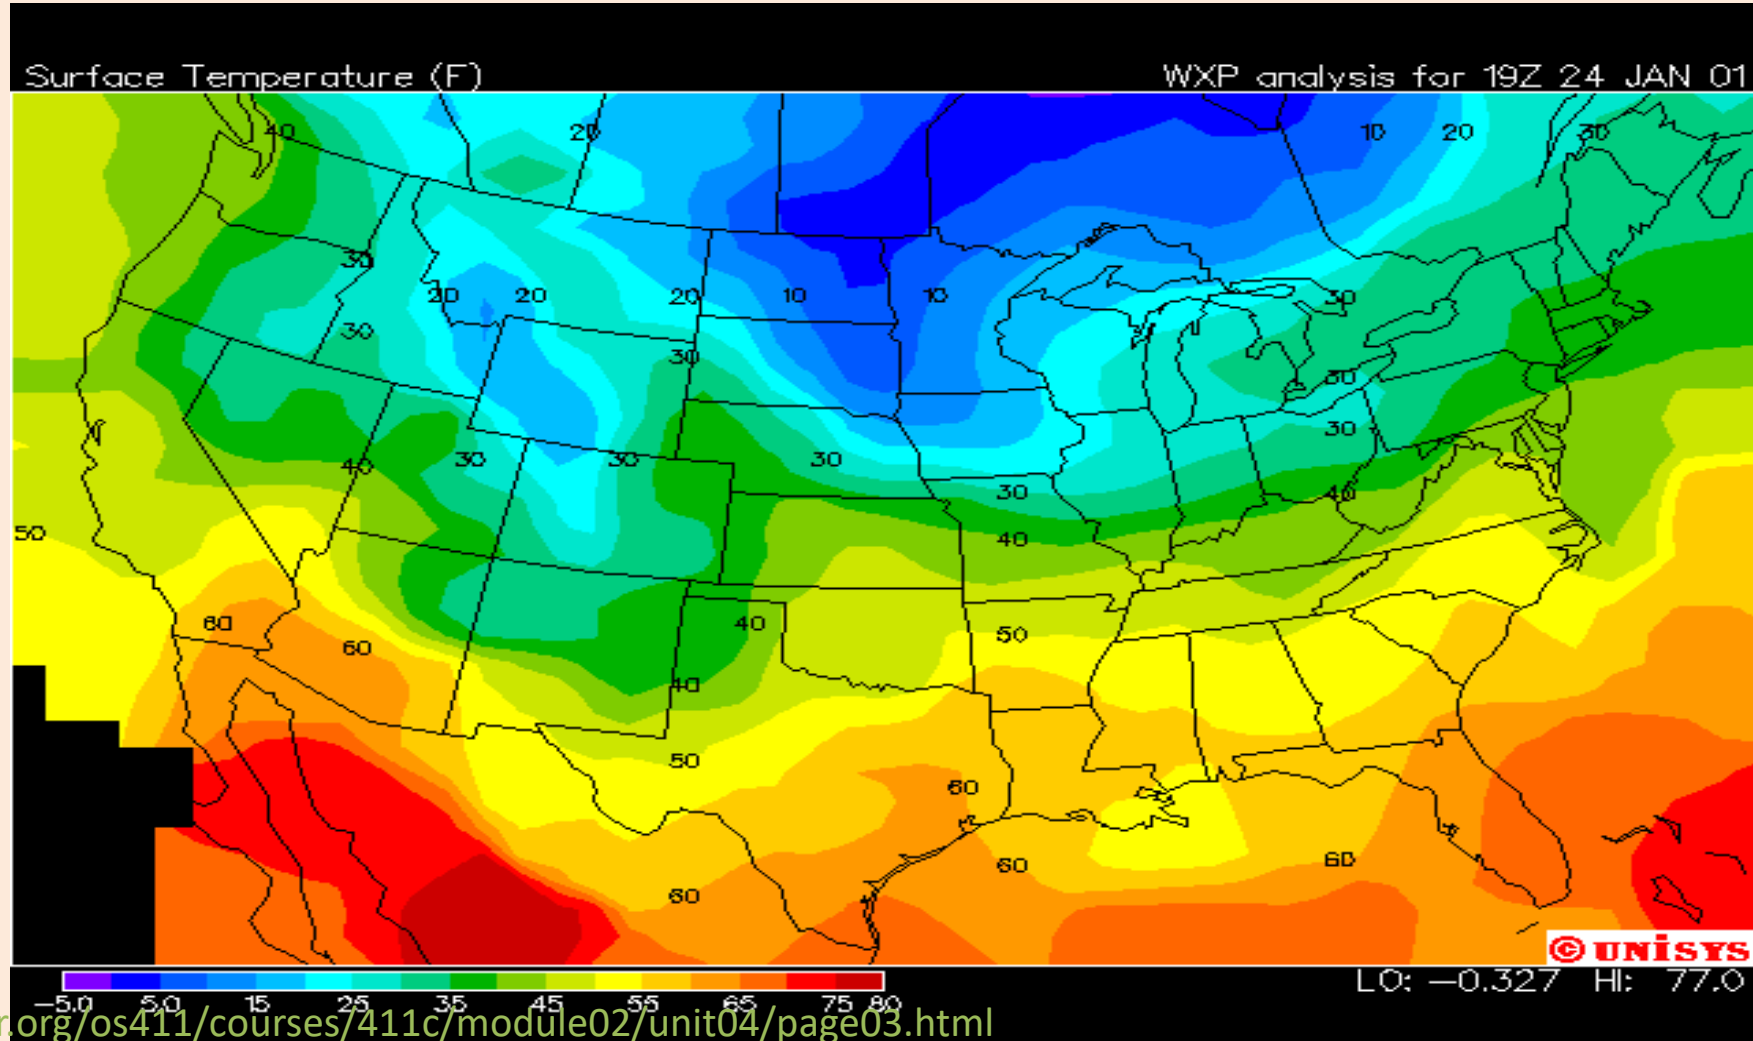 Surface Temperature (F) WXP analysis for 19Z 24 JAN 01
40 20 10 20 30
30
20 20 20 10 10 30
30
30
30
30
40 30 30 30 40
30
50 40
60 60 40 50
40
50
60
60 60 60
© UNISYS
LO: -0.327 HI: 77.0
-5.0 5.0 15 25 35 45 55 65 75 80
r.org/os411/courses/411c/module02/unit04/page03.html